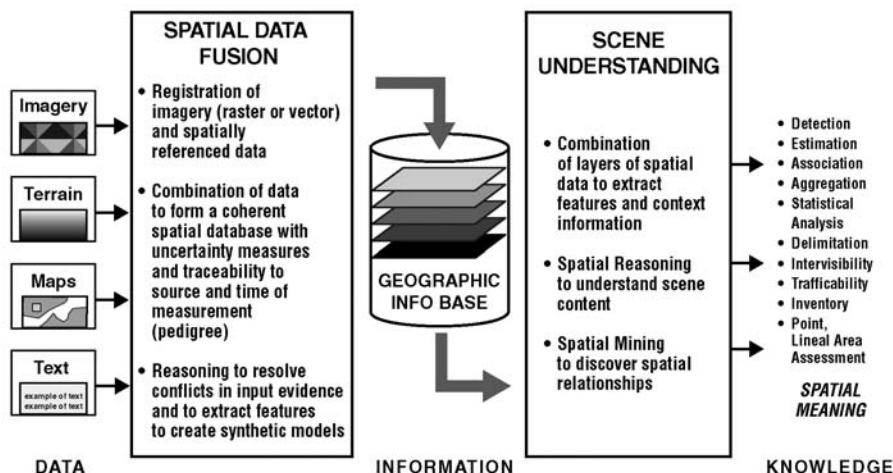 Imagery
Terrain
Maps
Text
example of text
example of text
DATA
SPATIAL DATA
FUSION
• Registration of
imagery (raster or vector)
and spatially
referenced data
• Combination of data
to form a coherent
spatial database with
uncertainty measures
and traceability to
source and time of
measurement
(pedigree)
• Reasoning to resolve
conflicts in input evidence
and to extract features
to create synthetic models
GEOGRAPHIC
INFO BASE
INFORMATION
SCENE
UNDERSTANDING
• Combination
of layers of spatial
data to extract
features and context
information
• Spatial Reasoning
to understand scene
content
• Spatial Mining
to discover spatial
relationships
• Detection
• Estimation
• Association
• Aggregation
• Statistical
Analysis
• Delimitation
• Intervisibility
• Trafficability
• Inventory
• Point,
Lineal Area
Assessment
SPATIAL
MEANING
KNOWLEDGE